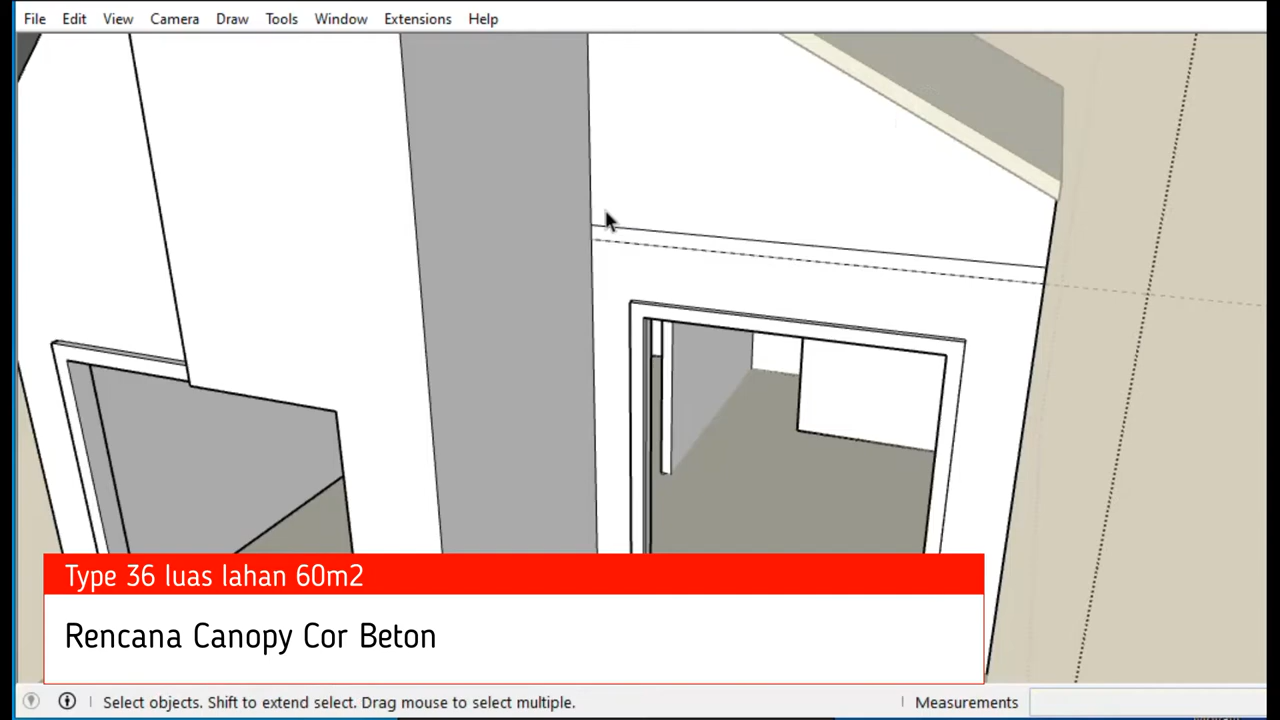 File Edit View Camera Draw Tools Window Extensions Help
Type 36 luas lahan 60m2
Rencana Canopy Cor Beton
Select objects. Shift to extend select. Drag mouse to select multiple.
Measurements